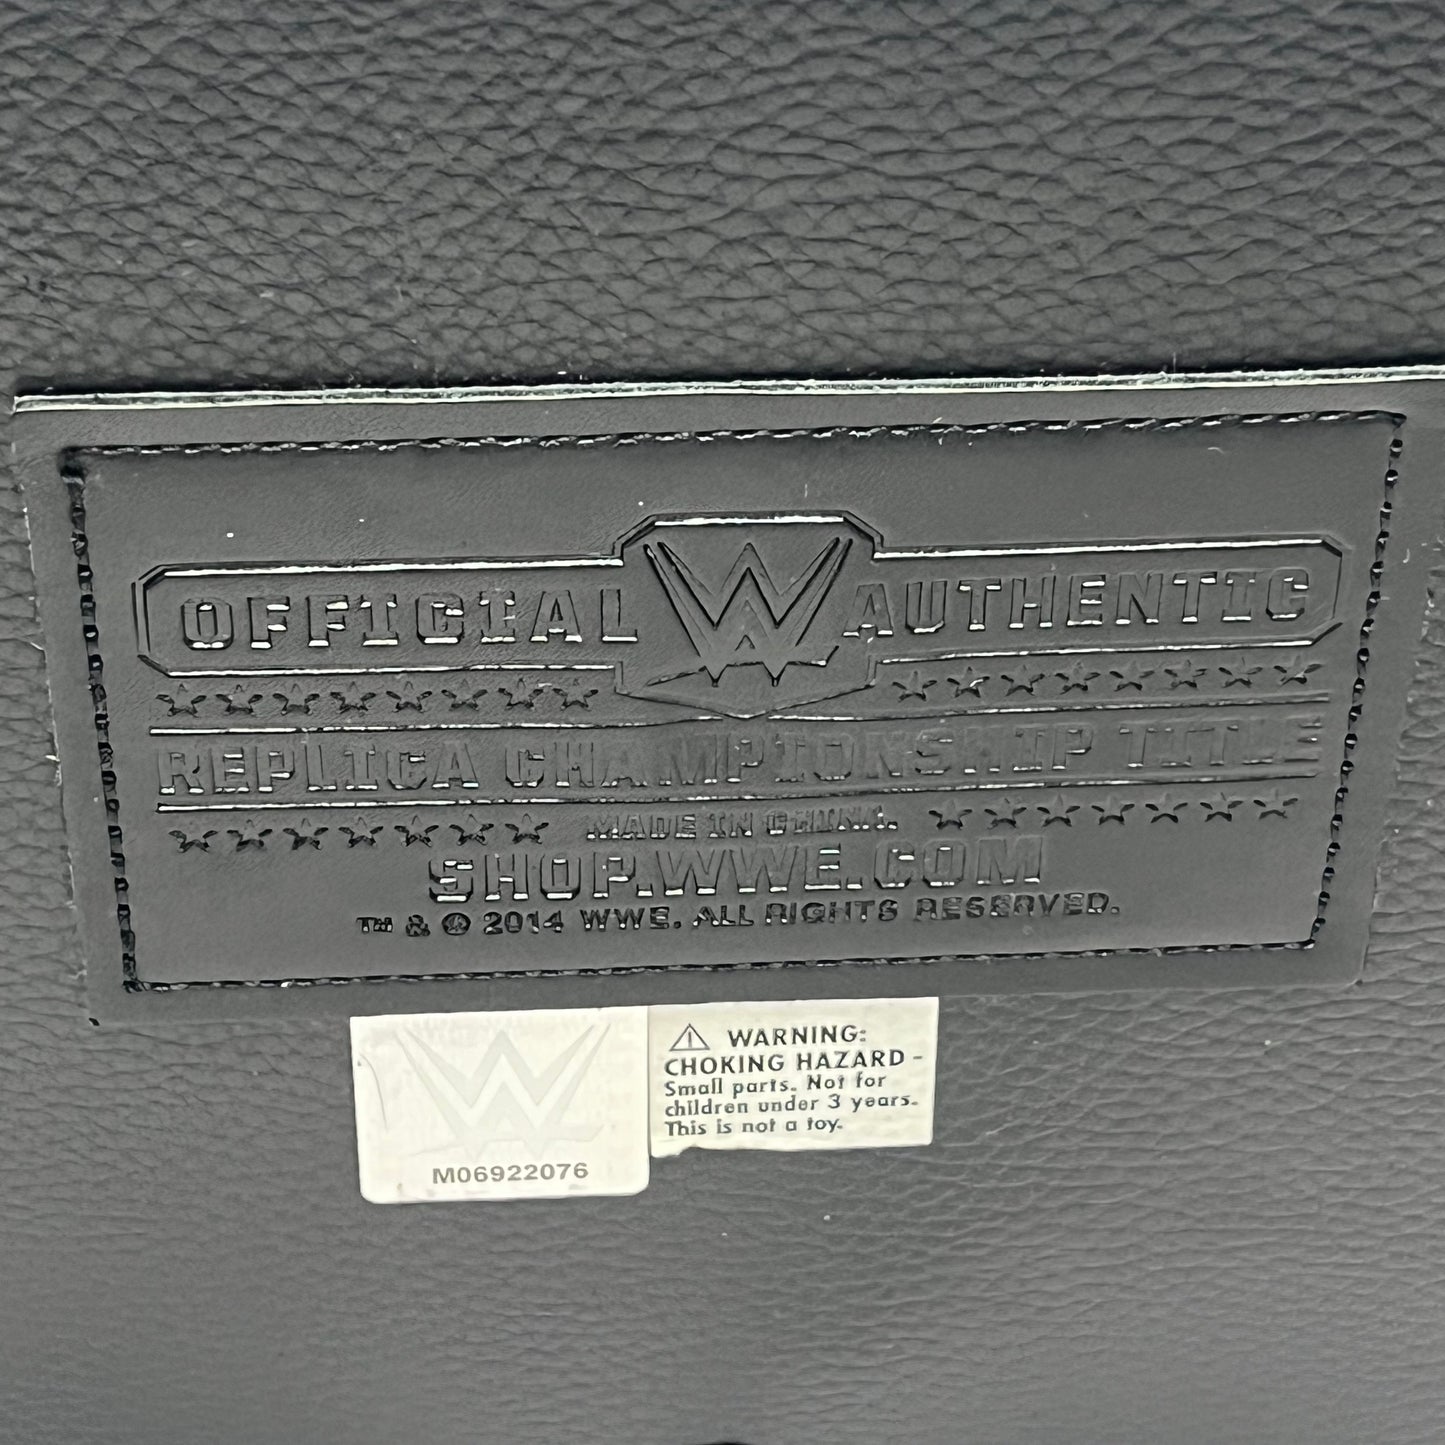 OFFICIAL W AUTHENTIC
REPLICA CHAMPIONSHIP TITLE
MADE IN CHINA.
SHOP.WWE.COM
™ & © 2014 WWE. ALL RIGHTS RESERVED.
W
M06922076
⚠ WARNING:
CHOKING HAZARD -
Small parts. Not for
children under 3 years.
This is not a toy.